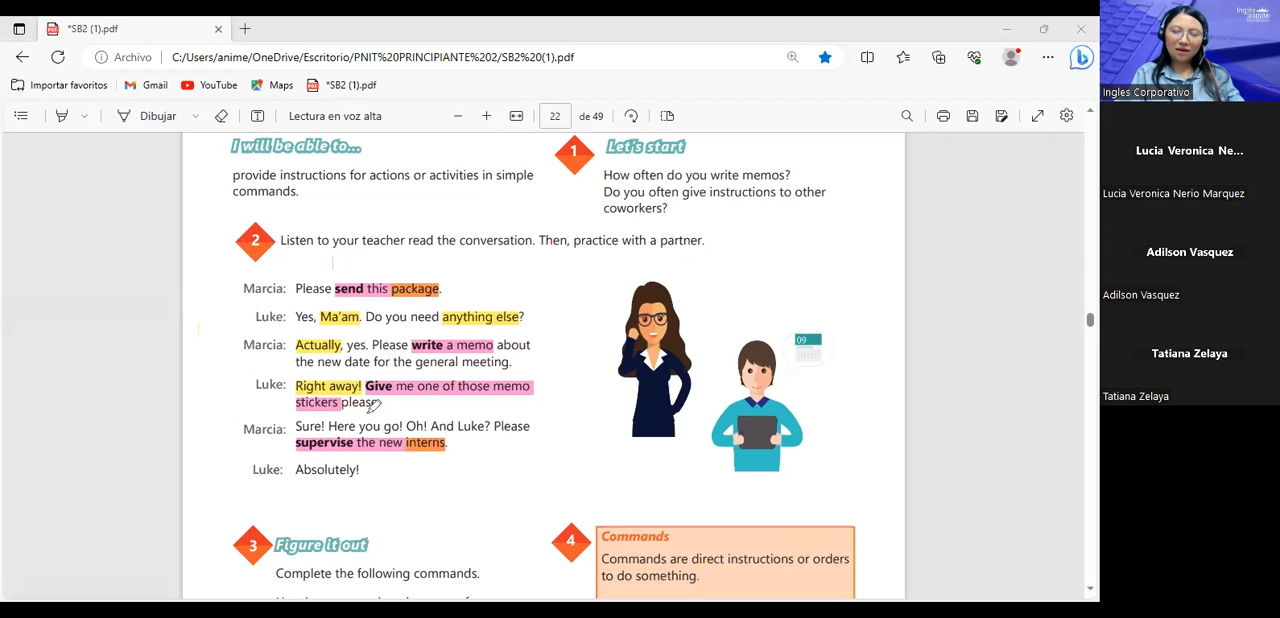 *SB2 (1).pdf
Archivo
C:/Users/anime/OneDrive/Escritorio/PNIT%20PRINCIPIANTE%202/SB2%20(1).pdf
Importar favoritos
Gmail
YouTube
Maps
*SB2 (1).pdf
Dibujar
Lectura en voz alta
22
de 49
I will be able to...
provide instructions for actions or activities in simple
commands.
1
Let's start
How often do you write memos?
Do you often give instructions to other
coworkers?
2
Listen to your teacher read the conversation. Then, practice with a partner.
Marcia: Please send this package.
Luke: Yes, Ma'am. Do you need anything else?
Marcia: Actually, yes. Please write a memo about
the new date for the general meeting.
Luke: Right away! Give me one of those memo
stickers please
Marcia: Sure! Here you go! Oh! And Luke? Please
supervise the new interns.
Luke: Absolutely!
09
3
Figure it out
Complete the following commands.
4
Commands
Commands are direct instructions or orders
to do something.
Ingles Corporativo
Lucia Veronica Ne...
Lucia Veronica Nerio Marquez
Adilson Vasquez
Adilson Vasquez
Tatiana Zelaya
Tatiana Zelaya